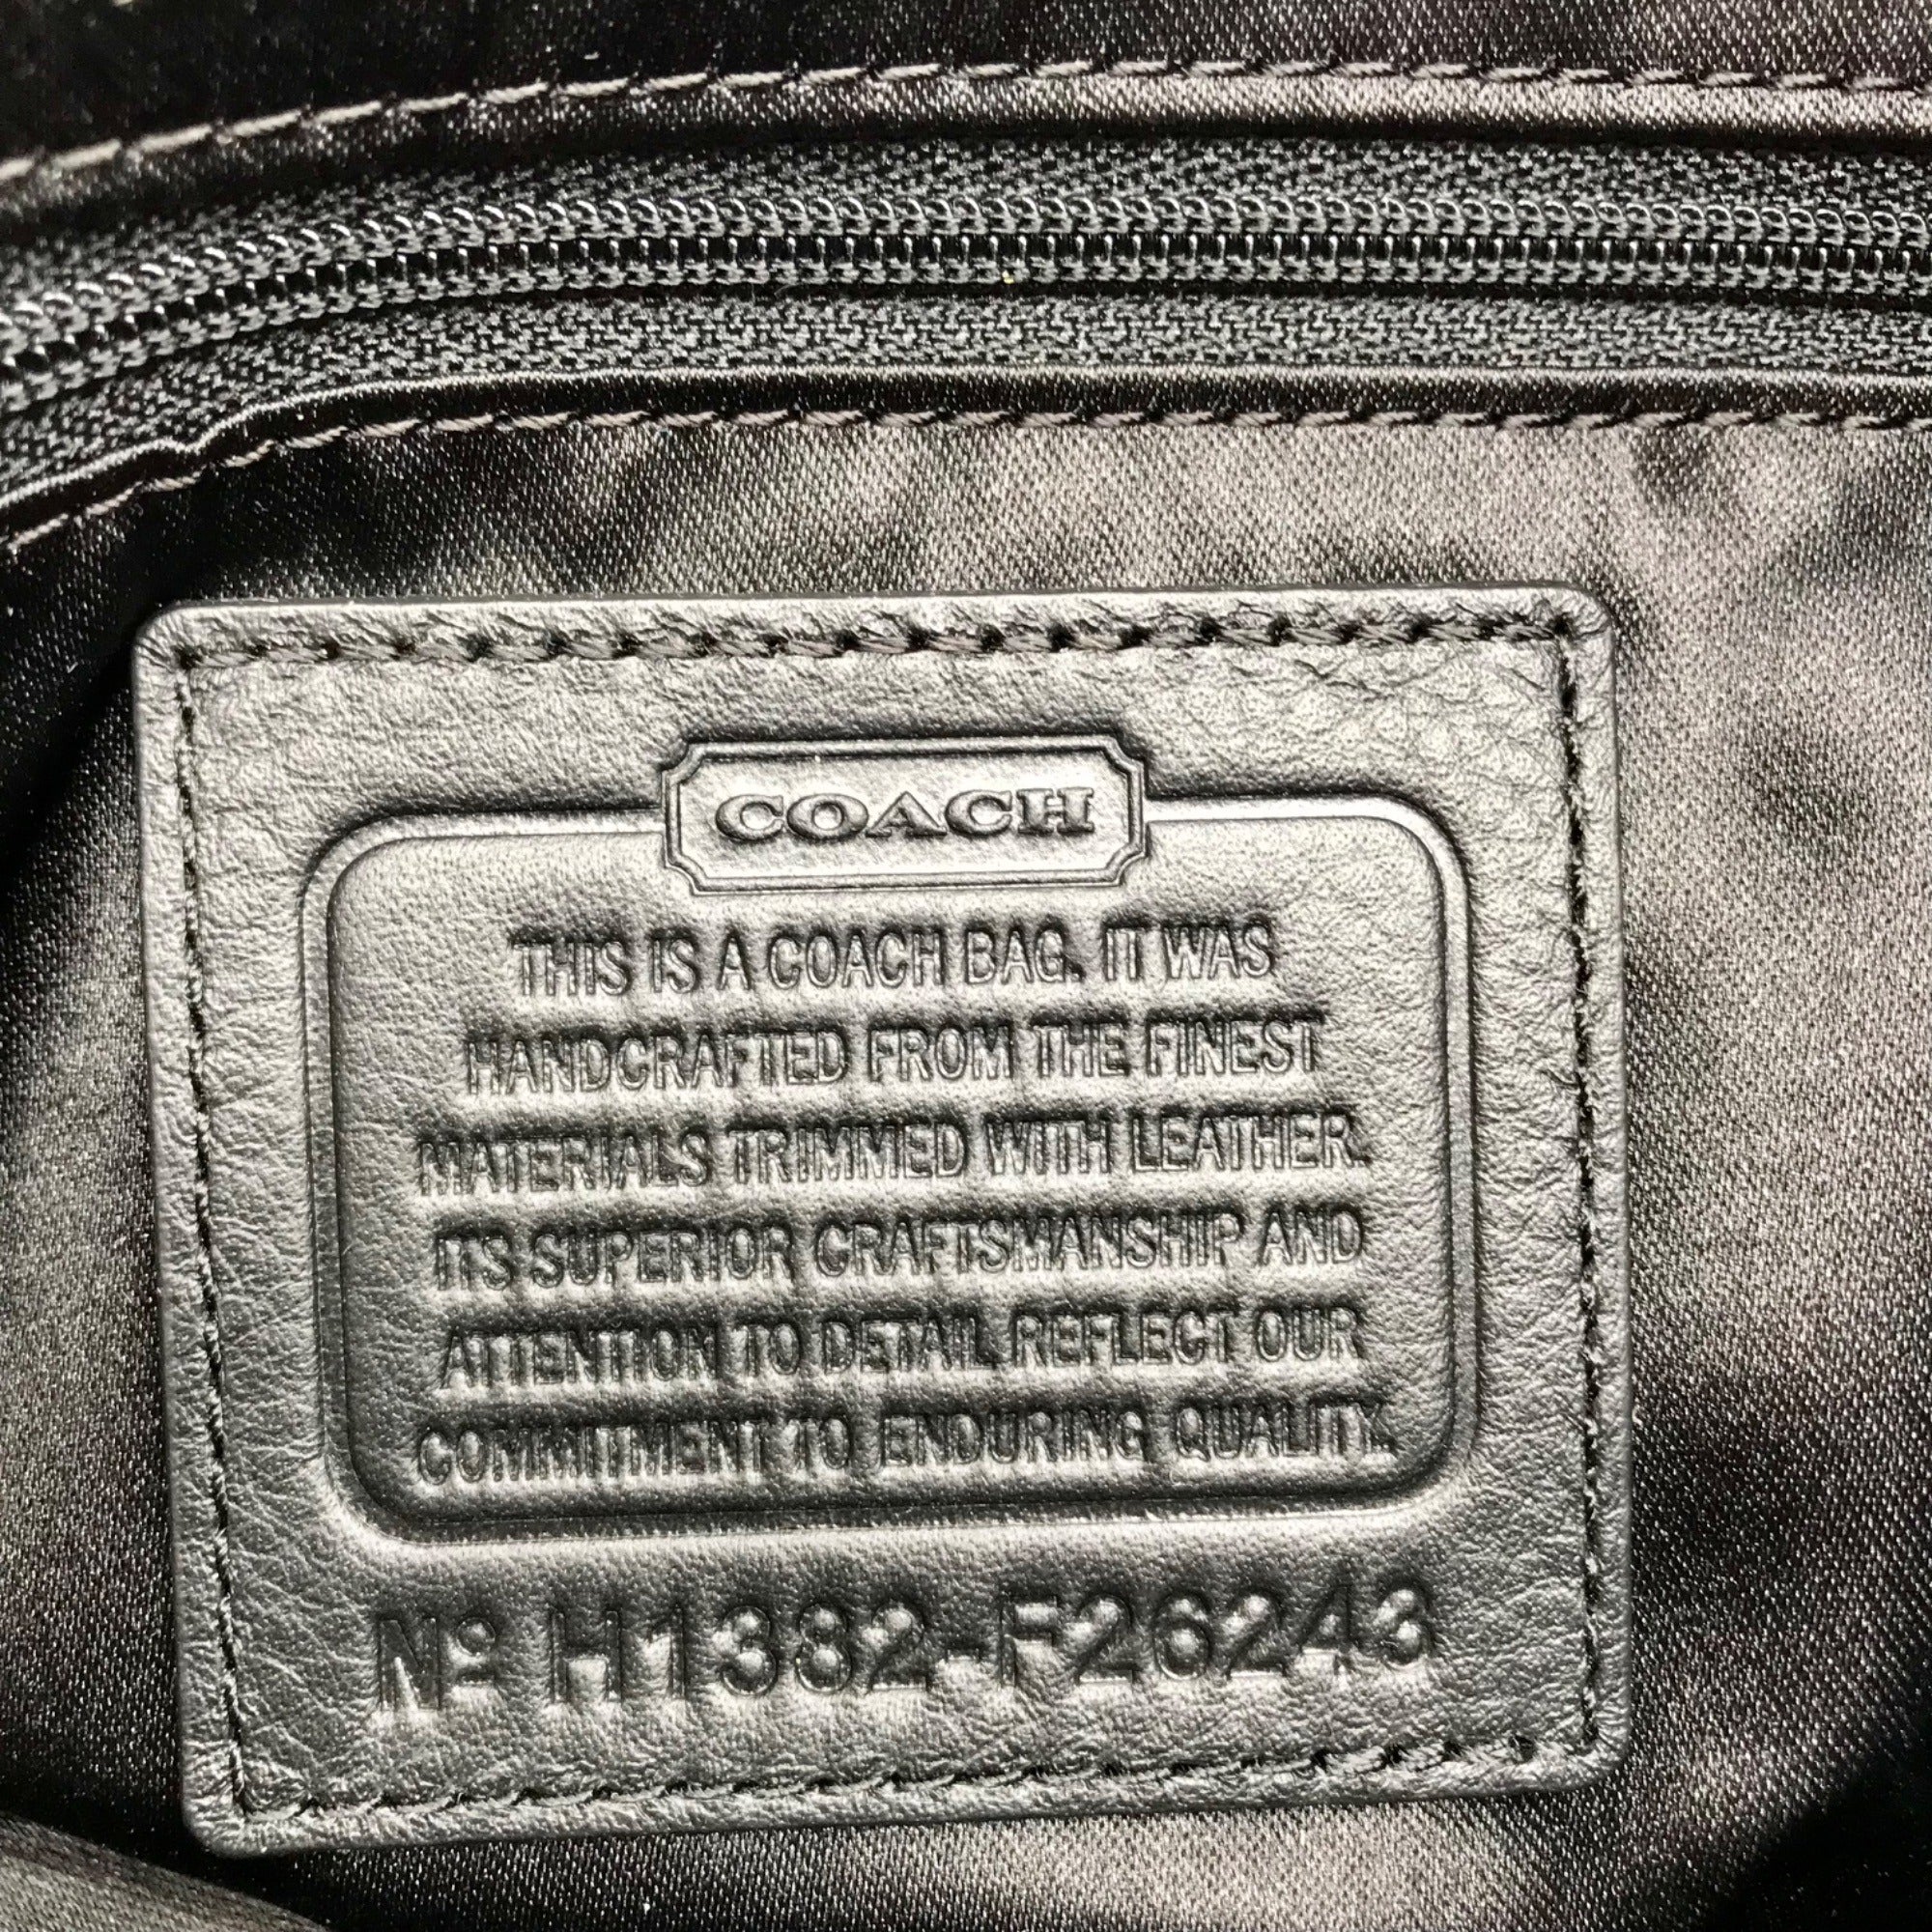 COACH
THIS IS A COACH BAG. IT WAS
HANDCRAFTED FROM THE FINEST
MATERIALS TRIMMED WITH LEATHER.
ITS SUPERIOR CRAFTSMANSHIP AND
ATTENTION TO DETAIL REFLECT OUR
COMMITMENT TO ENDURING QUALITY.
Nº H1382-F26243